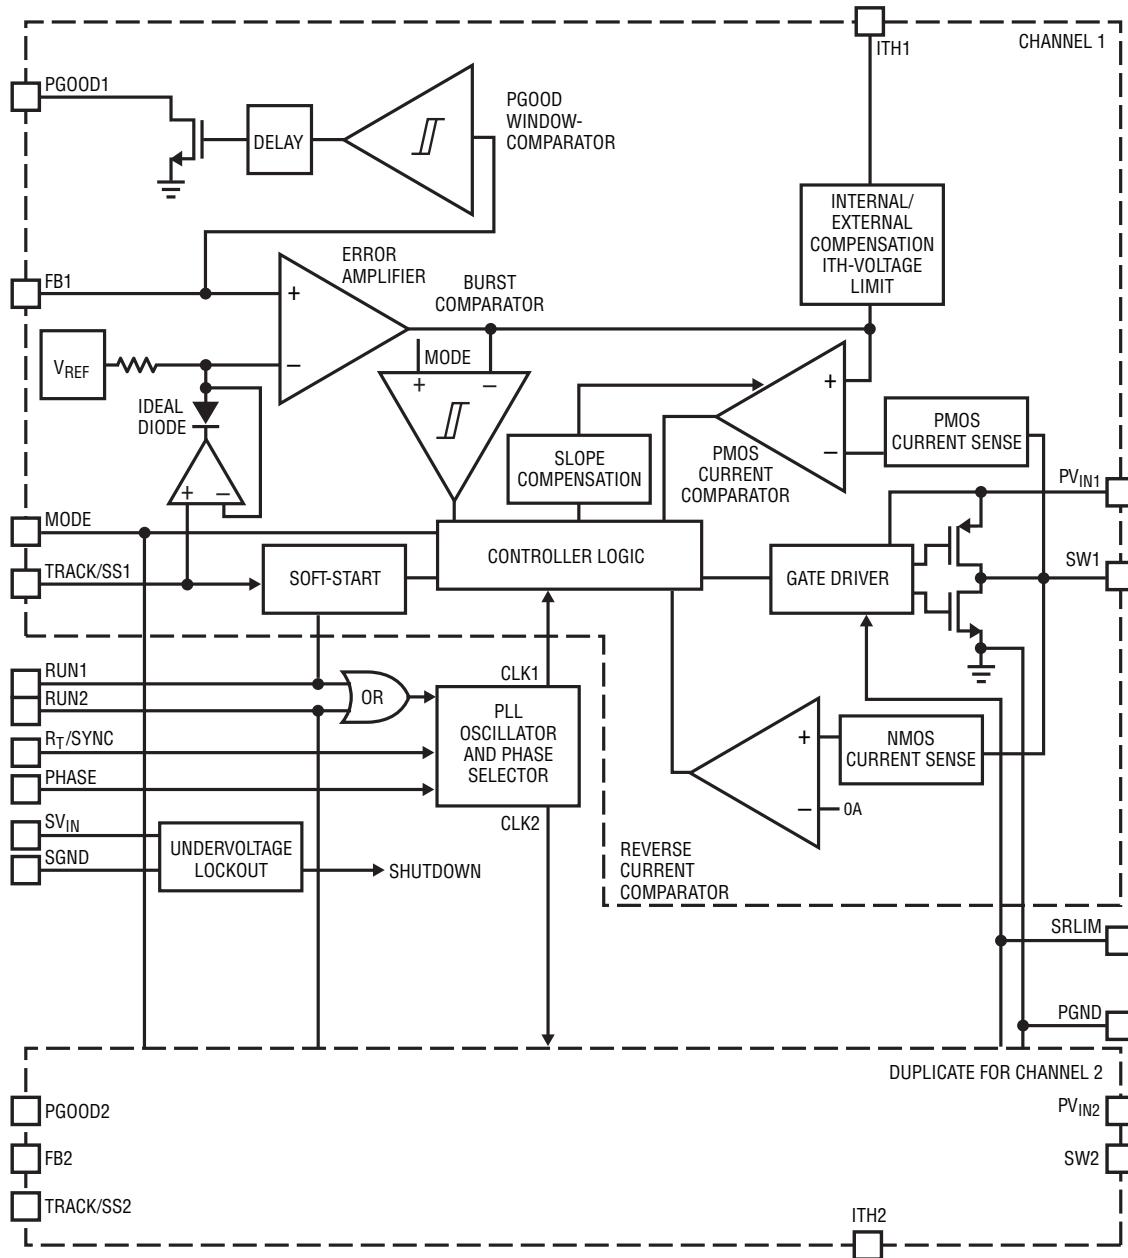 ITH1
CHANNEL 1
PGOOD1
DELAY
PGOOD
WINDOW-
COMPARATOR
INTERNAL/
EXTERNAL
COMPENSATION
ITH-VOLTAGE
LIMIT
ERROR
AMPLIFIER
FB1
+
–
BURST
COMPARATOR
MODE
+
–
VREF
IDEAL
DIODE
+
–
SLOPE
COMPENSATION
PMOS
CURRENT
COMPARATOR
+
–
PMOS
CURRENT SENSE
PVIN1
MODE
CONTROLLER LOGIC
TRACK/SS1
SOFT-START
GATE DRIVER
SW1
RUN1
RUN2
OR
CLK1
PLL
OSCILLATOR
AND PHASE
SELECTOR
CLK2
RT/SYNC
PHASE
+
–
NMOS
CURRENT SENSE
0A
SVIN
SGND
UNDERVOLTAGE
LOCKOUT
SHUTDOWN
REVERSE
CURRENT
COMPARATOR
SRLIM
PGND
DUPLICATE FOR CHANNEL 2
PGOOD2
PVIN2
FB2
SW2
TRACK/SS2
ITH2